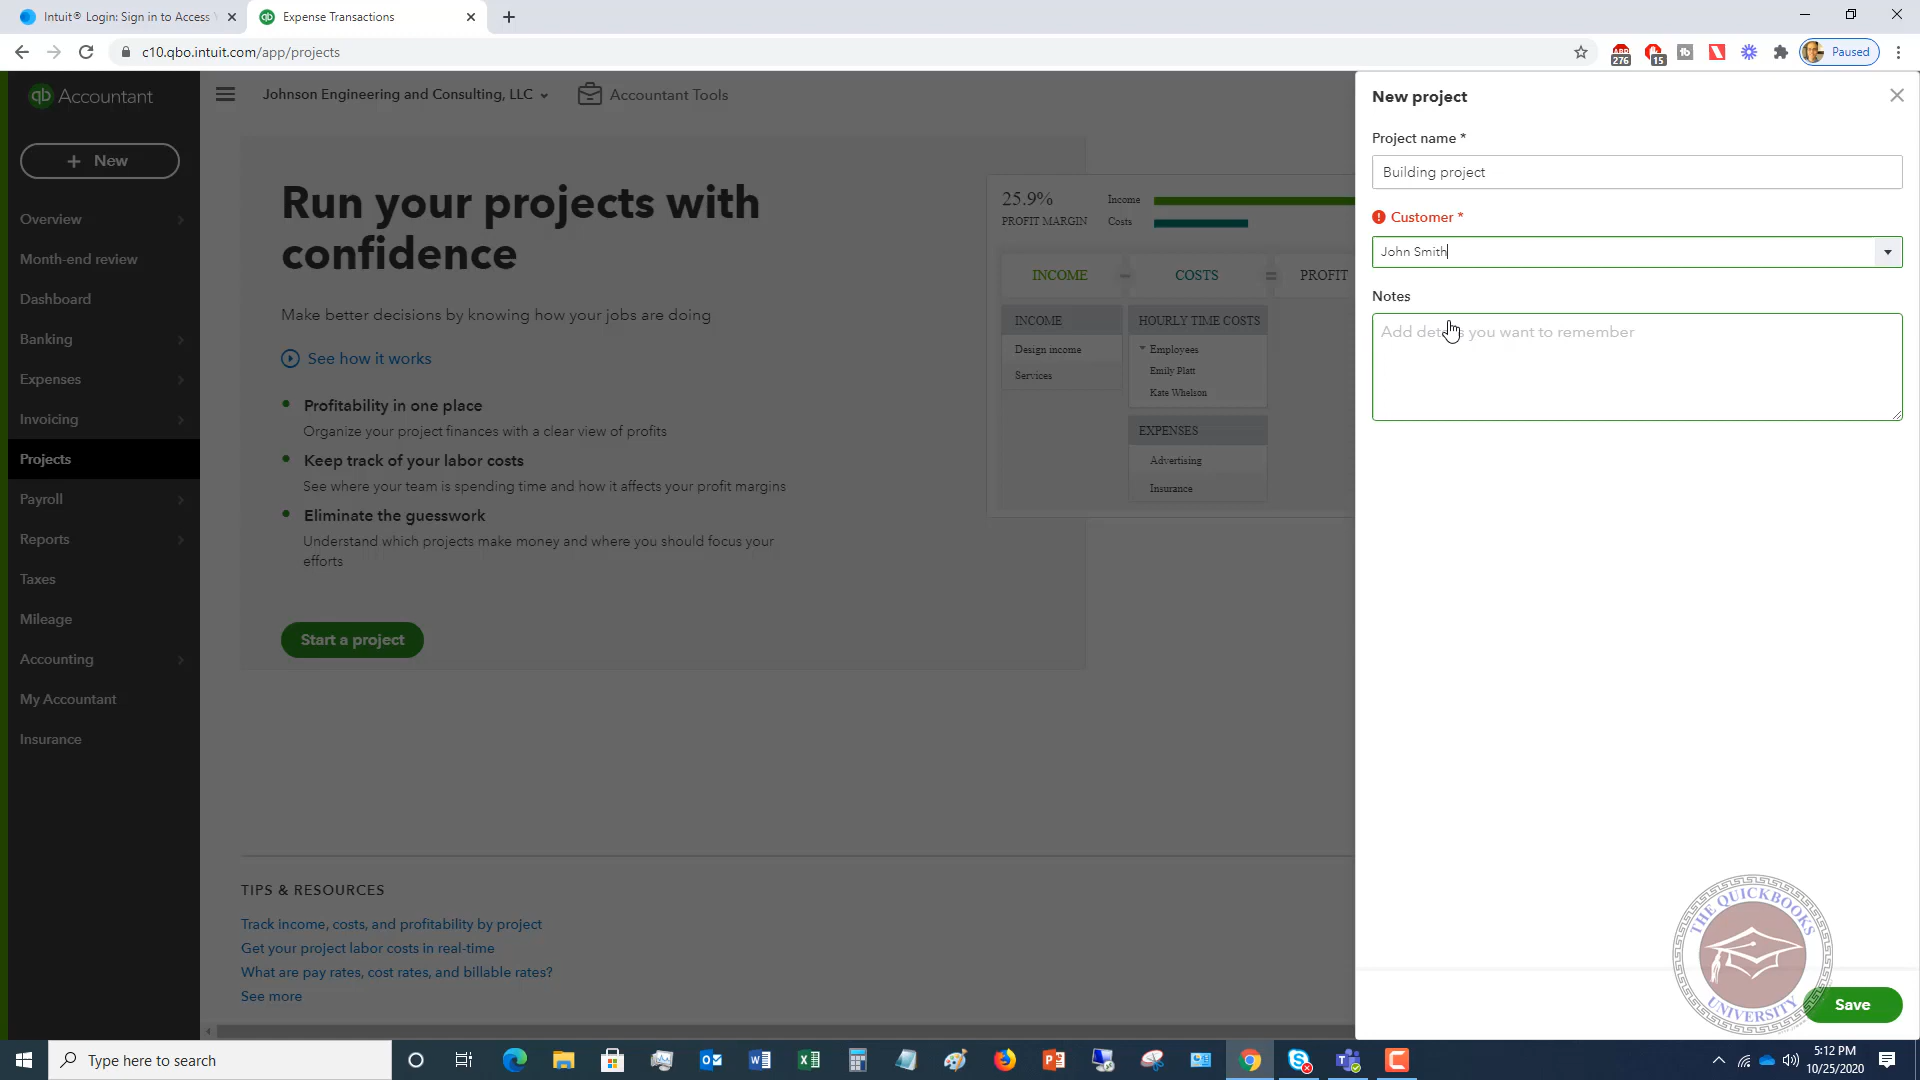 Intuit® Login: Sign in to Access
Expense Transactions
c10.qbo.intuit.com/app/projects
276
15
Paused
qb Accountant
Johnson Engineering and Consulting, LLC
Accountant Tools
+ New
Overview
Month-end review
Dashboard
Banking
Expenses
Invoicing
Projects
Payroll
Reports
Taxes
Mileage
Accounting
My Accountant
Insurance
Run your projects with
confidence
Make better decisions by knowing how your jobs are doing
See how it works
Profitability in one place
Organize your project finances with a clear view of profits
Keep track of your labor costs
See where your team is spending time and how it affects your profit margins
Eliminate the guesswork
Understand which projects make money and where you should focus your
efforts
Start a project
25.9%
PROFIT MARGIN
Income
Costs
INCOME - COSTS = PROFIT
INCOME
Design income
Services
HOURLY TIME COSTS
Employees
Emily Platt
Kate Whelson
EXPENSES
Advertising
Insurance
TIPS & RESOURCES
Track income, costs, and profitability by project
Get your project labor costs in real-time
What are pay rates, cost rates, and billable rates?
See more
New project
Project name *
Building project
Customer *
John Smith
Notes
Add details you want to remember
THE QUICKBOOKS
UNIVERSITY
Save
Type here to search
5:12 PM
10/25/2020